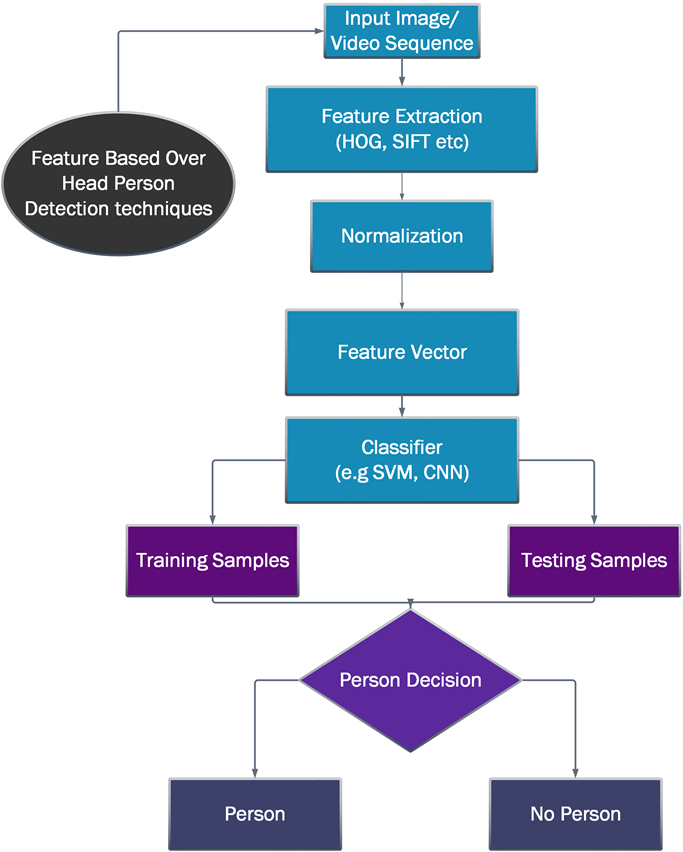 Input Image/
Video Sequence
Feature Extraction
(HOG, SIFT etc)
Feature Based Over
Head Person
Detection techniques
Normalization
Feature Vector
Classifier
(e.g SVM, CNN)
Training Samples
Testing Samples
Person Decision
Person
No Person